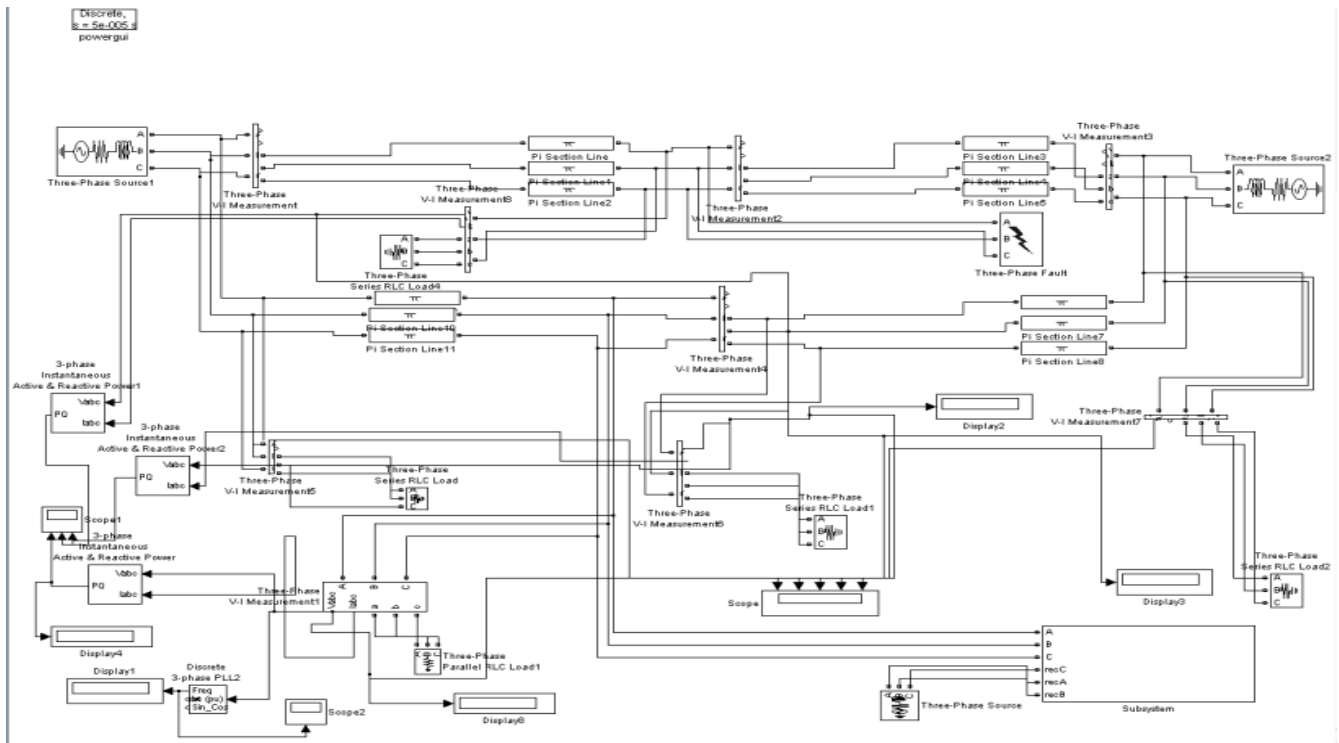 Discrete,
s = 5e-005 s
powergui
A
B
C
Three-Phase Source1
Three-Phase
V-I Measurement
Pi Section Line
Pi Section Line1
Pi Section Line2
Three-Phase
V-I Measurement8
Three-Phase
V-I Measurement2
Pi Section Line3
Pi Section Line4
Pi Section Line5
Three-Phase
V-I Measurement3
Three-Phase Source2
A
B
C
A
B
C
Three-Phase Fault
A
B
C
Three-Phase
Series RLC Load4
Pi Section Line10
Pi Section Line11
Three-Phase
V-I Measurement4
Pi Section Line7
Pi Section Line8
3-phase
Instantaneous
Active & Reactive Power1
Vabc
PQ
Iabc
3-phase
Instantaneous
Active & Reactive Power2
Vabc
PQ
Iabc
Three-Phase
V-I Measurement5
Three-Phase
Series RLC Load
A
B
C
Three-Phase
V-I Measurement6
Three-Phase
Series RLC Load1
A
B
C
Display2
Three-Phase
V-I Measurement7
Scope1
3-phase
Instantaneous
Active & Reactive Power
Vabc
PQ
Iabc
Three-Phase
V-I Measurement1
A
B
C
Vabc
Iabc
a
b
c
Three-Phase
Parallel RLC Load1
A B C
Scope
Display3
Three-Phase
Series RLC Load2
A
B
C
Display4
Display1
Discrete
3-phase PLL2
Freq
(pu)
Sin_Cos
Scope2
Display6
A B C
Three-Phase Source
A
B
C
recC
recA
recB
Subsystem